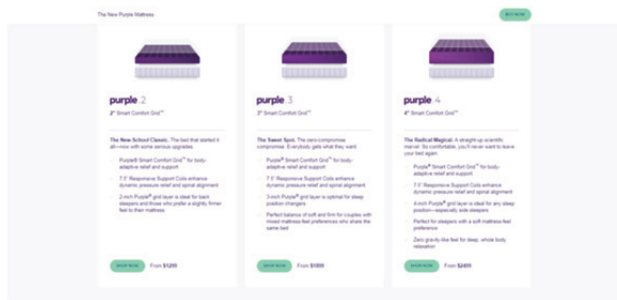 The New Purple Mattress
BUY NOW
purple.2
2" Smart Comfort Grid™
The New School Classic. The bed that started it
all—now with some serious upgrades.
Purple® Smart Comfort Grid™ for body-
adaptive relief and support
7.5" Responsive Support Coils enhance
dynamic pressure relief and spinal alignment
2-inch Purple® grid layer is ideal for back
sleepers and those who prefer a slightly firmer
feel to their mattress
SHOP NOW
From $1299
purple.3
3" Smart Comfort Grid™
The Sweet Spot. The zero compromise
compromise. Everybody gets what they want.
Purple® Smart Comfort Grid™ for body-
adaptive relief and support
7.5" Responsive Support Coils enhance
dynamic pressure relief and spinal alignment
3-inch Purple® grid layer is optimal for sleep
position changers
Perfect balance of soft and firm for couples with
mixed mattress feel preferences who share the
same bed
SHOP NOW
From $1899
purple.4
4" Smart Comfort Grid™
The Radical Magical. A straight-up scientific
marvel. So comfortable, you'll never want to leave
your bed again.
Purple® Smart Comfort Grid™ for body-
adaptive relief and support
7.5" Responsive Support Coils enhance
dynamic pressure relief and spinal alignment
4-inch Purple® grid layer is ideal for any sleep
position—especially side sleepers
Perfect for sleepers with a soft mattress-feel
preference
Zero gravity-like feel for deep, whole body
relaxation
SHOP NOW
From $2499